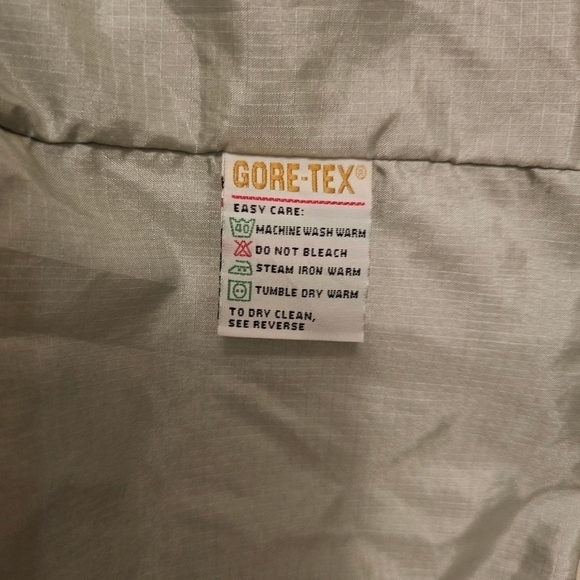 GORE-TEX®
EASY CARE:
40 MACHINE WASH WARM
DO NOT BLEACH
STEAM IRON WARM
TUMBLE DRY WARM
TO DRY CLEAN,
SEE REVERSE